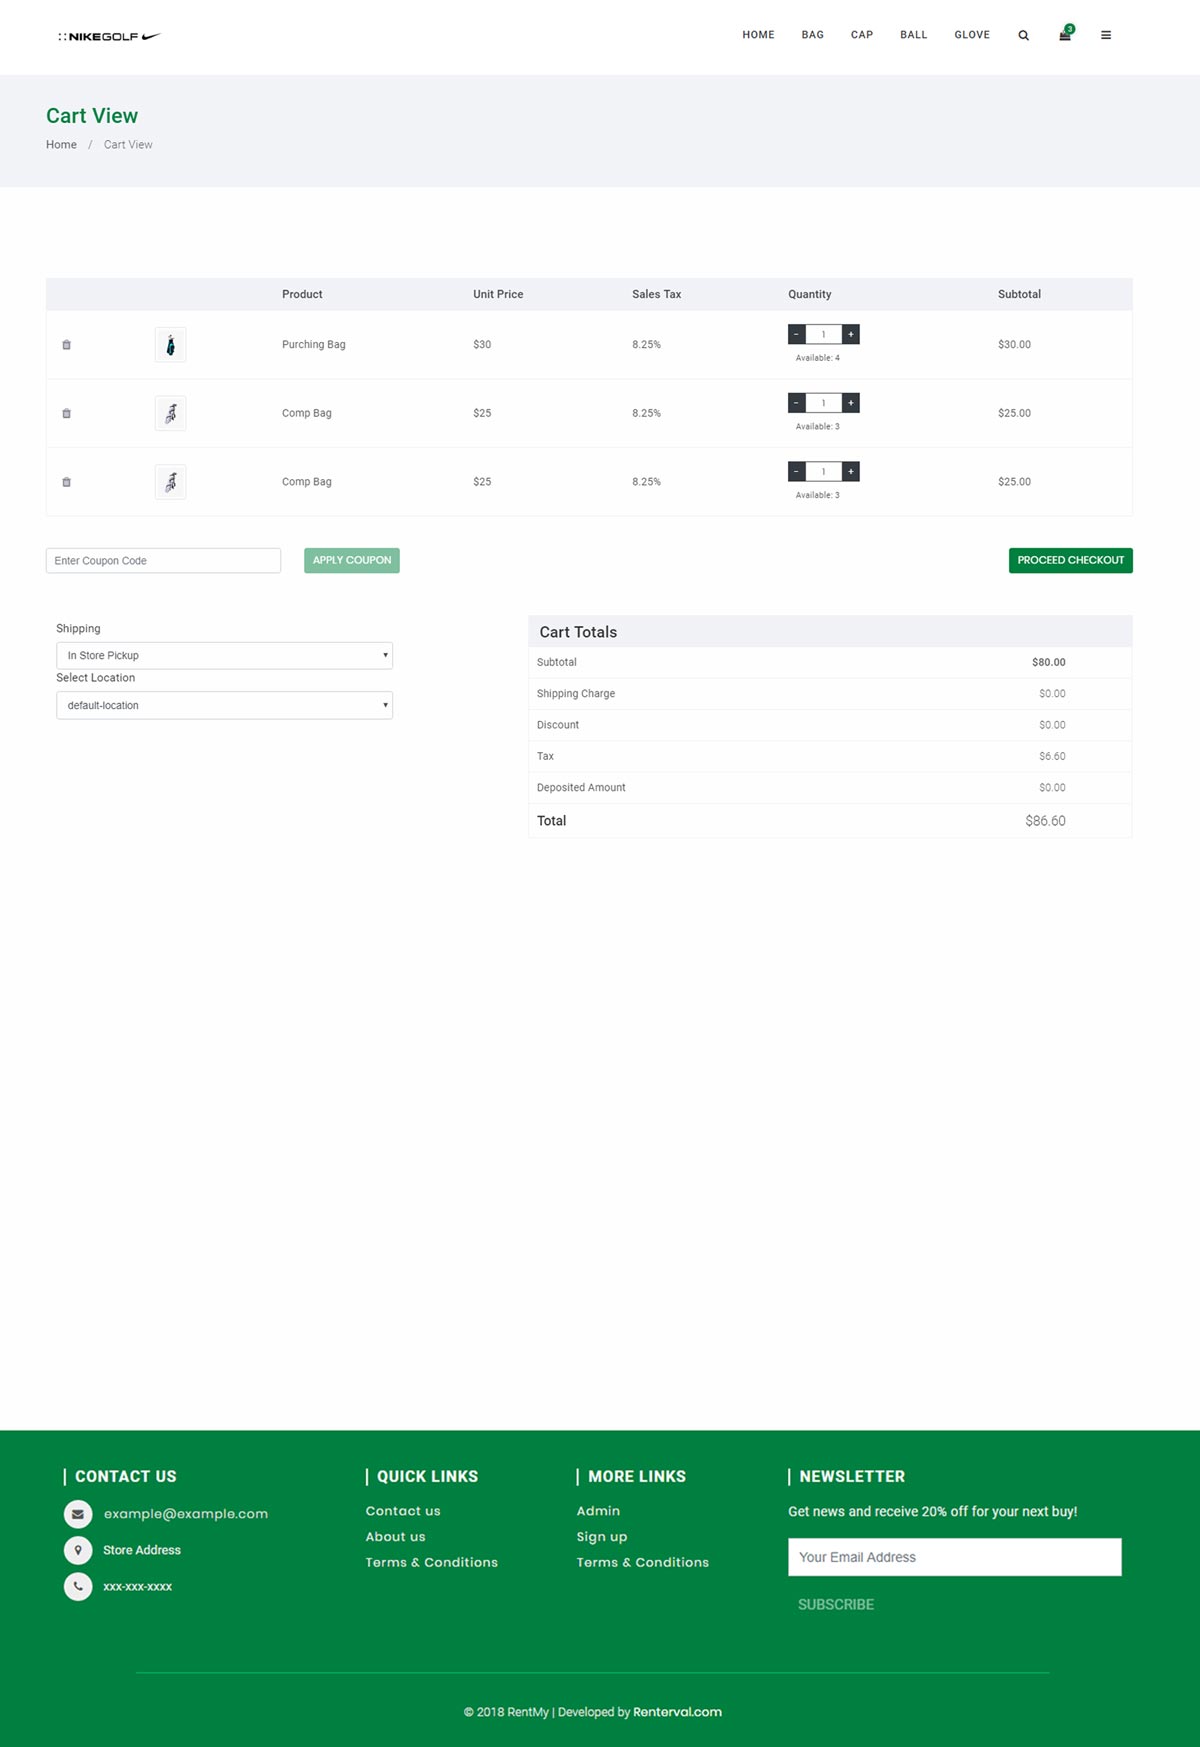 NIKEGOLF
HOME BAG CAP BALL GLOVE 3
Cart View
Home / Cart View
Product Unit Price Sales Tax Quantity Subtotal
Purching Bag $30 8.25% - 1 + $30.00
Available: 4
Comp Bag $25 8.25% - 1 + $25.00
Available: 3
Comp Bag $25 8.25% - 1 + $25.00
Available: 3
Enter Coupon Code APPLY COUPON PROCEED CHECKOUT
Shipping
In Store Pickup
Select Location
default-location
Cart Totals
Subtotal $80.00
Shipping Charge $0.00
Discount $0.00
Tax $6.60
Deposited Amount $0.00
Total $86.60
CONTACT US
example@example.com
Store Address
xxx-xxx-xxxx
QUICK LINKS
Contact us
About us
Terms & Conditions
MORE LINKS
Admin
Sign up
Terms & Conditions
NEWSLETTER
Get news and receive 20% off for your next buy!
Your Email Address
SUBSCRIBE
© 2018 RentMy | Developed by Renterval.com